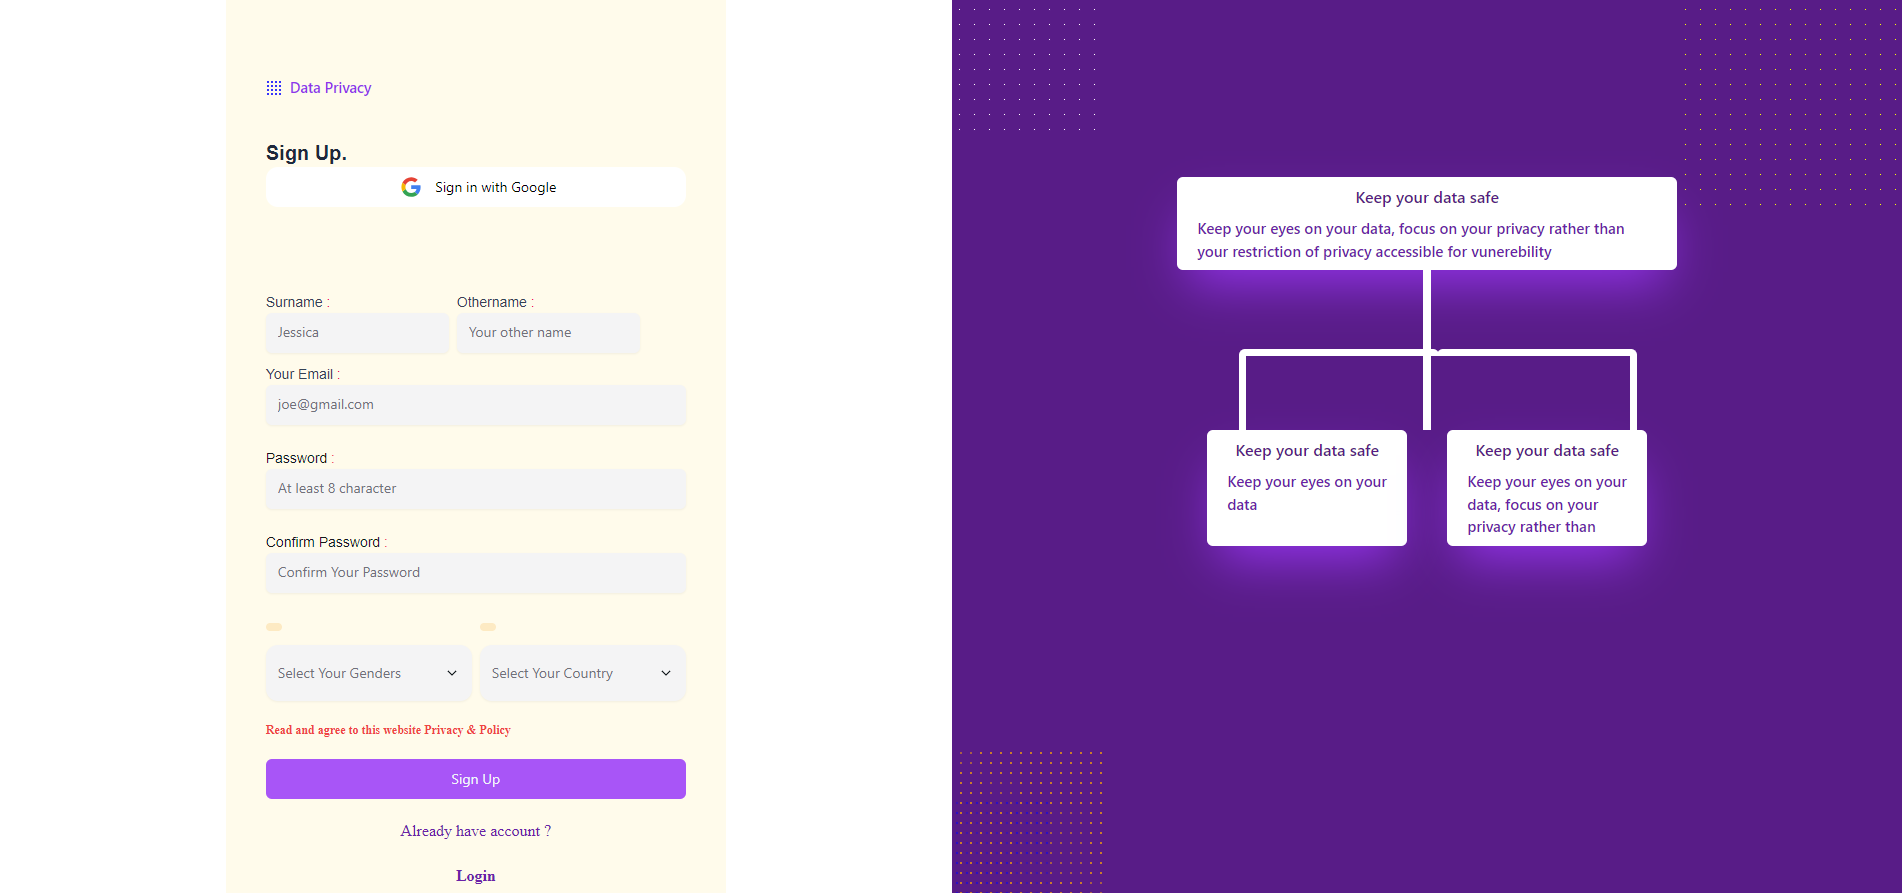 Data Privacy
Sign Up.
Sign in with Google
Surname :
Othername :
Jessica
Your other name
Your Email :
joe@gmail.com
Password :
At least 8 character
Confirm Password :
Confirm Your Password
Select Your Genders
Select Your Country
Read and agree to this website Privacy & Policy
Sign Up
Already have account ?
Login
Keep your data safe
Keep your eyes on your data, focus on your privacy rather than
your restriction of privacy accessible for vunerebility
Keep your data safe
Keep your eyes on your
data
Keep your data safe
Keep your eyes on your
data, focus on your
privacy rather than